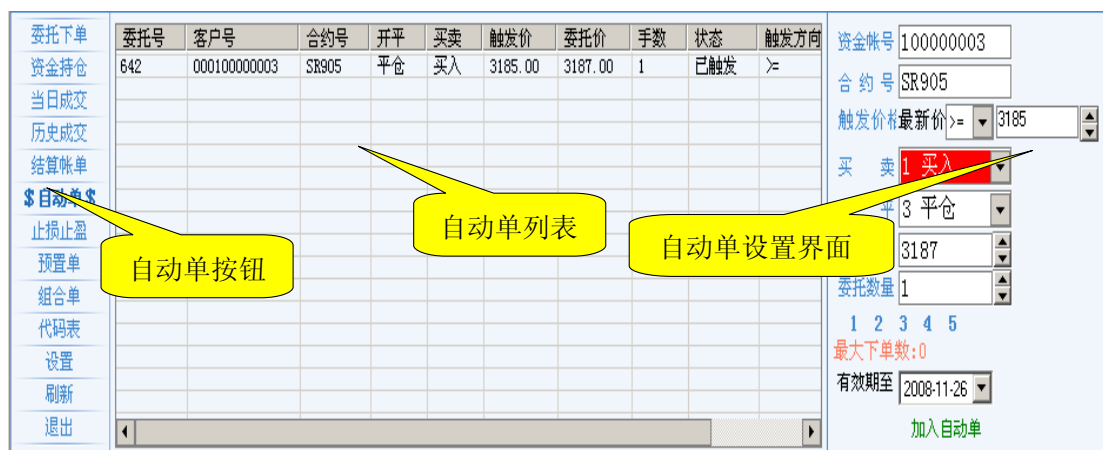 委托下单
资金持仓
当日成交
历史成交
结算帐单
$自动单$
止损止盈
预置单
组合单
代码表
设置
刷新
退出
委托号 客户号 合约号 开平 买卖 触发价 委托价 手数 状态 触发方向
642 000100000003 SR905 平仓 买入 3185.00 3187.00 1 已触发 >=
自动单按钮
自动单列表
自动单设置界面
资金帐号 100000003
合约号 SR905
触发价格 最新价 >= 3185
买卖 1 买入
平 3 平仓
3187
委托数量 1
1 2 3 4 5
最大下单数:0
有效期至 2008-11-26
加入自动单